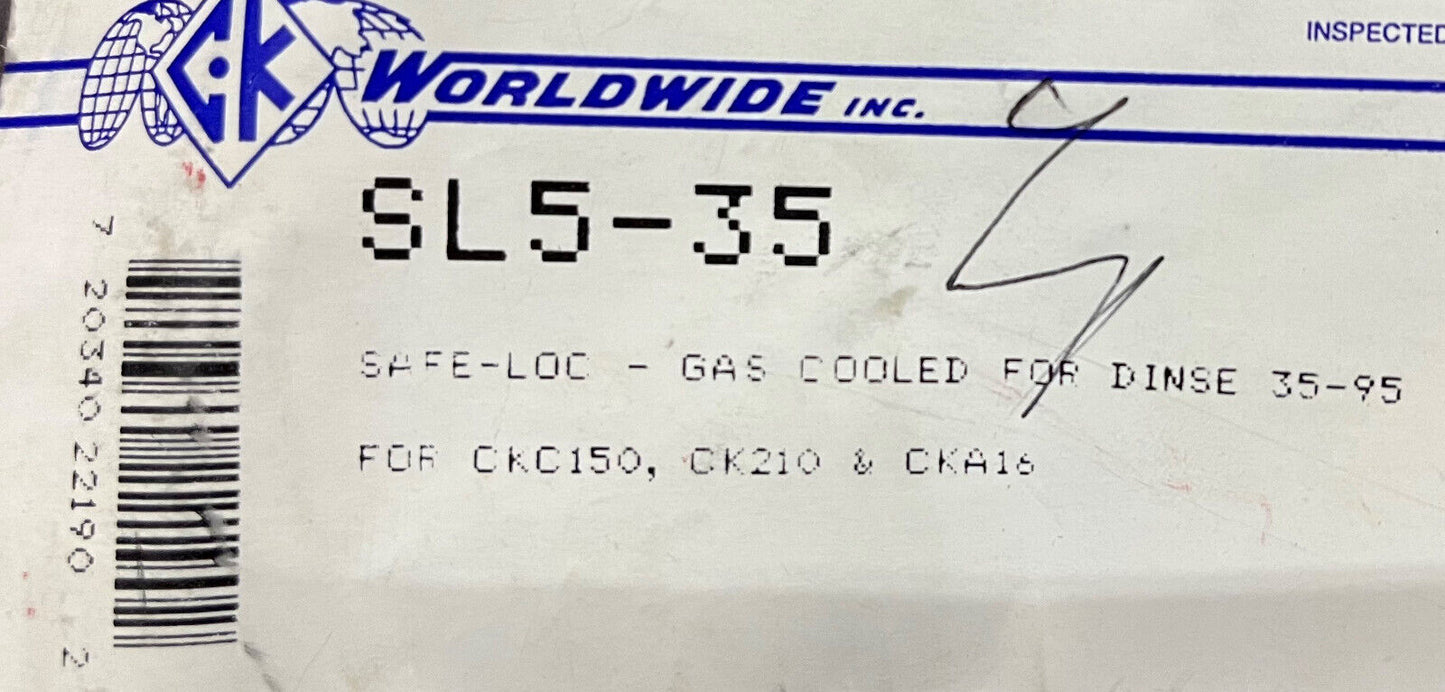 INSPECTED
CK WORLDWIDE INC.
SL5-35
SAFE-LOC - GAS COOLED FOR DINSE 35-95
FOR CKC150, CK210 & CKA16
7 20340 22190 2